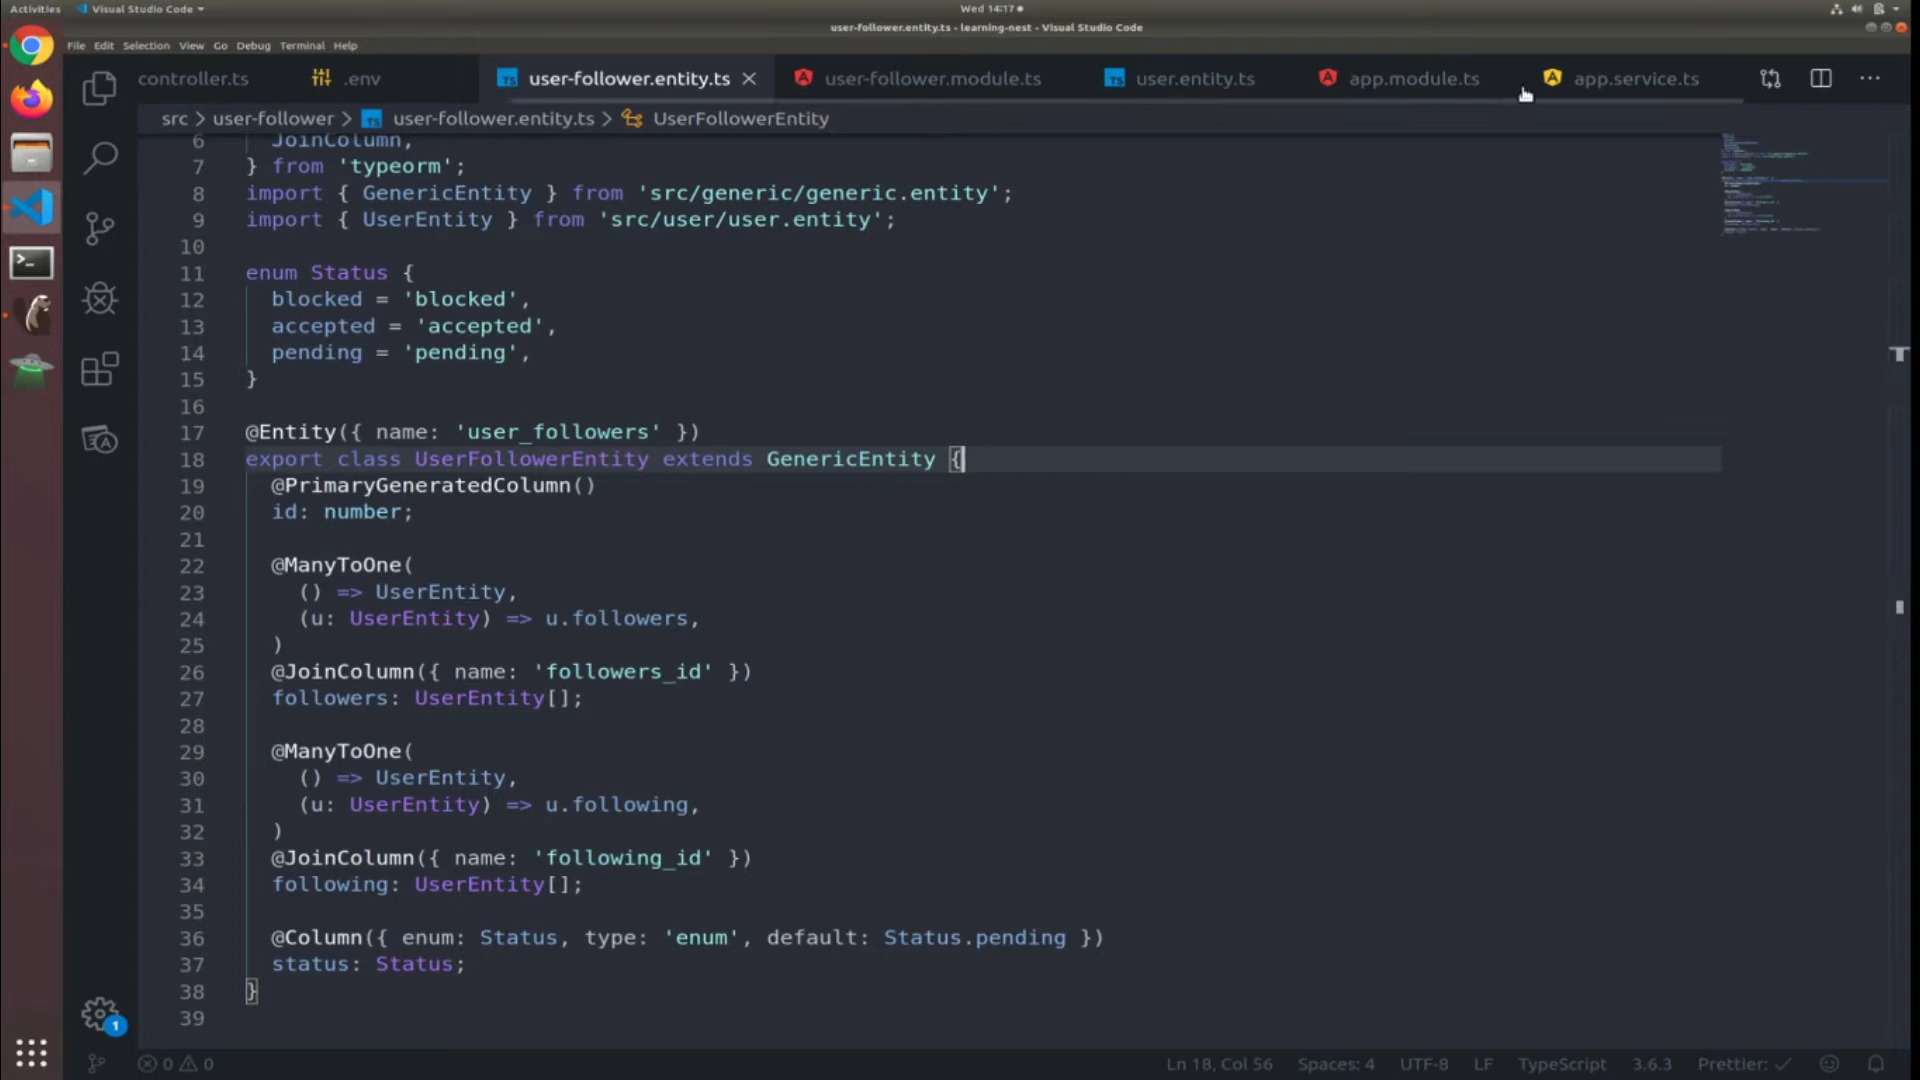 Activities
Visual Studio Code
Wed 14:17
user-follower.entity.ts - learning-nest - Visual Studio Code
File Edit Selection View Go Debug Terminal Help
controller.ts
.env
user-follower.entity.ts
user-follower.module.ts
user.entity.ts
app.module.ts
app.service.ts
src > user-follower > user-follower.entity.ts > UserFollowerEntity
6 JoinColumn,
7 } from 'typeorm';
8 import { GenericEntity } from 'src/generic/generic.entity';
9 import { UserEntity } from 'src/user/user.entity';
10
11 enum Status {
12 blocked = 'blocked',
13 accepted = 'accepted',
14 pending = 'pending',
15 }
16
17 @Entity({ name: 'user_followers' })
18 export class UserFollowerEntity extends GenericEntity {
19 @PrimaryGeneratedColumn()
20 id: number;
21
22 @ManyToOne(
23 () => UserEntity,
24 (u: UserEntity) => u.followers,
25 )
26 @JoinColumn({ name: 'followers_id' })
27 followers: UserEntity[];
28
29 @ManyToOne(
30 () => UserEntity,
31 (u: UserEntity) => u.following,
32 )
33 @JoinColumn({ name: 'following_id' })
34 following: UserEntity[];
35
36 @Column({ enum: Status, type: 'enum', default: Status.pending })
37 status: Status;
38 }
39
1
0 0
Ln 18, Col 56
Spaces: 4
UTF-8
LF
TypeScript
3.6.3
Prettier: ✓